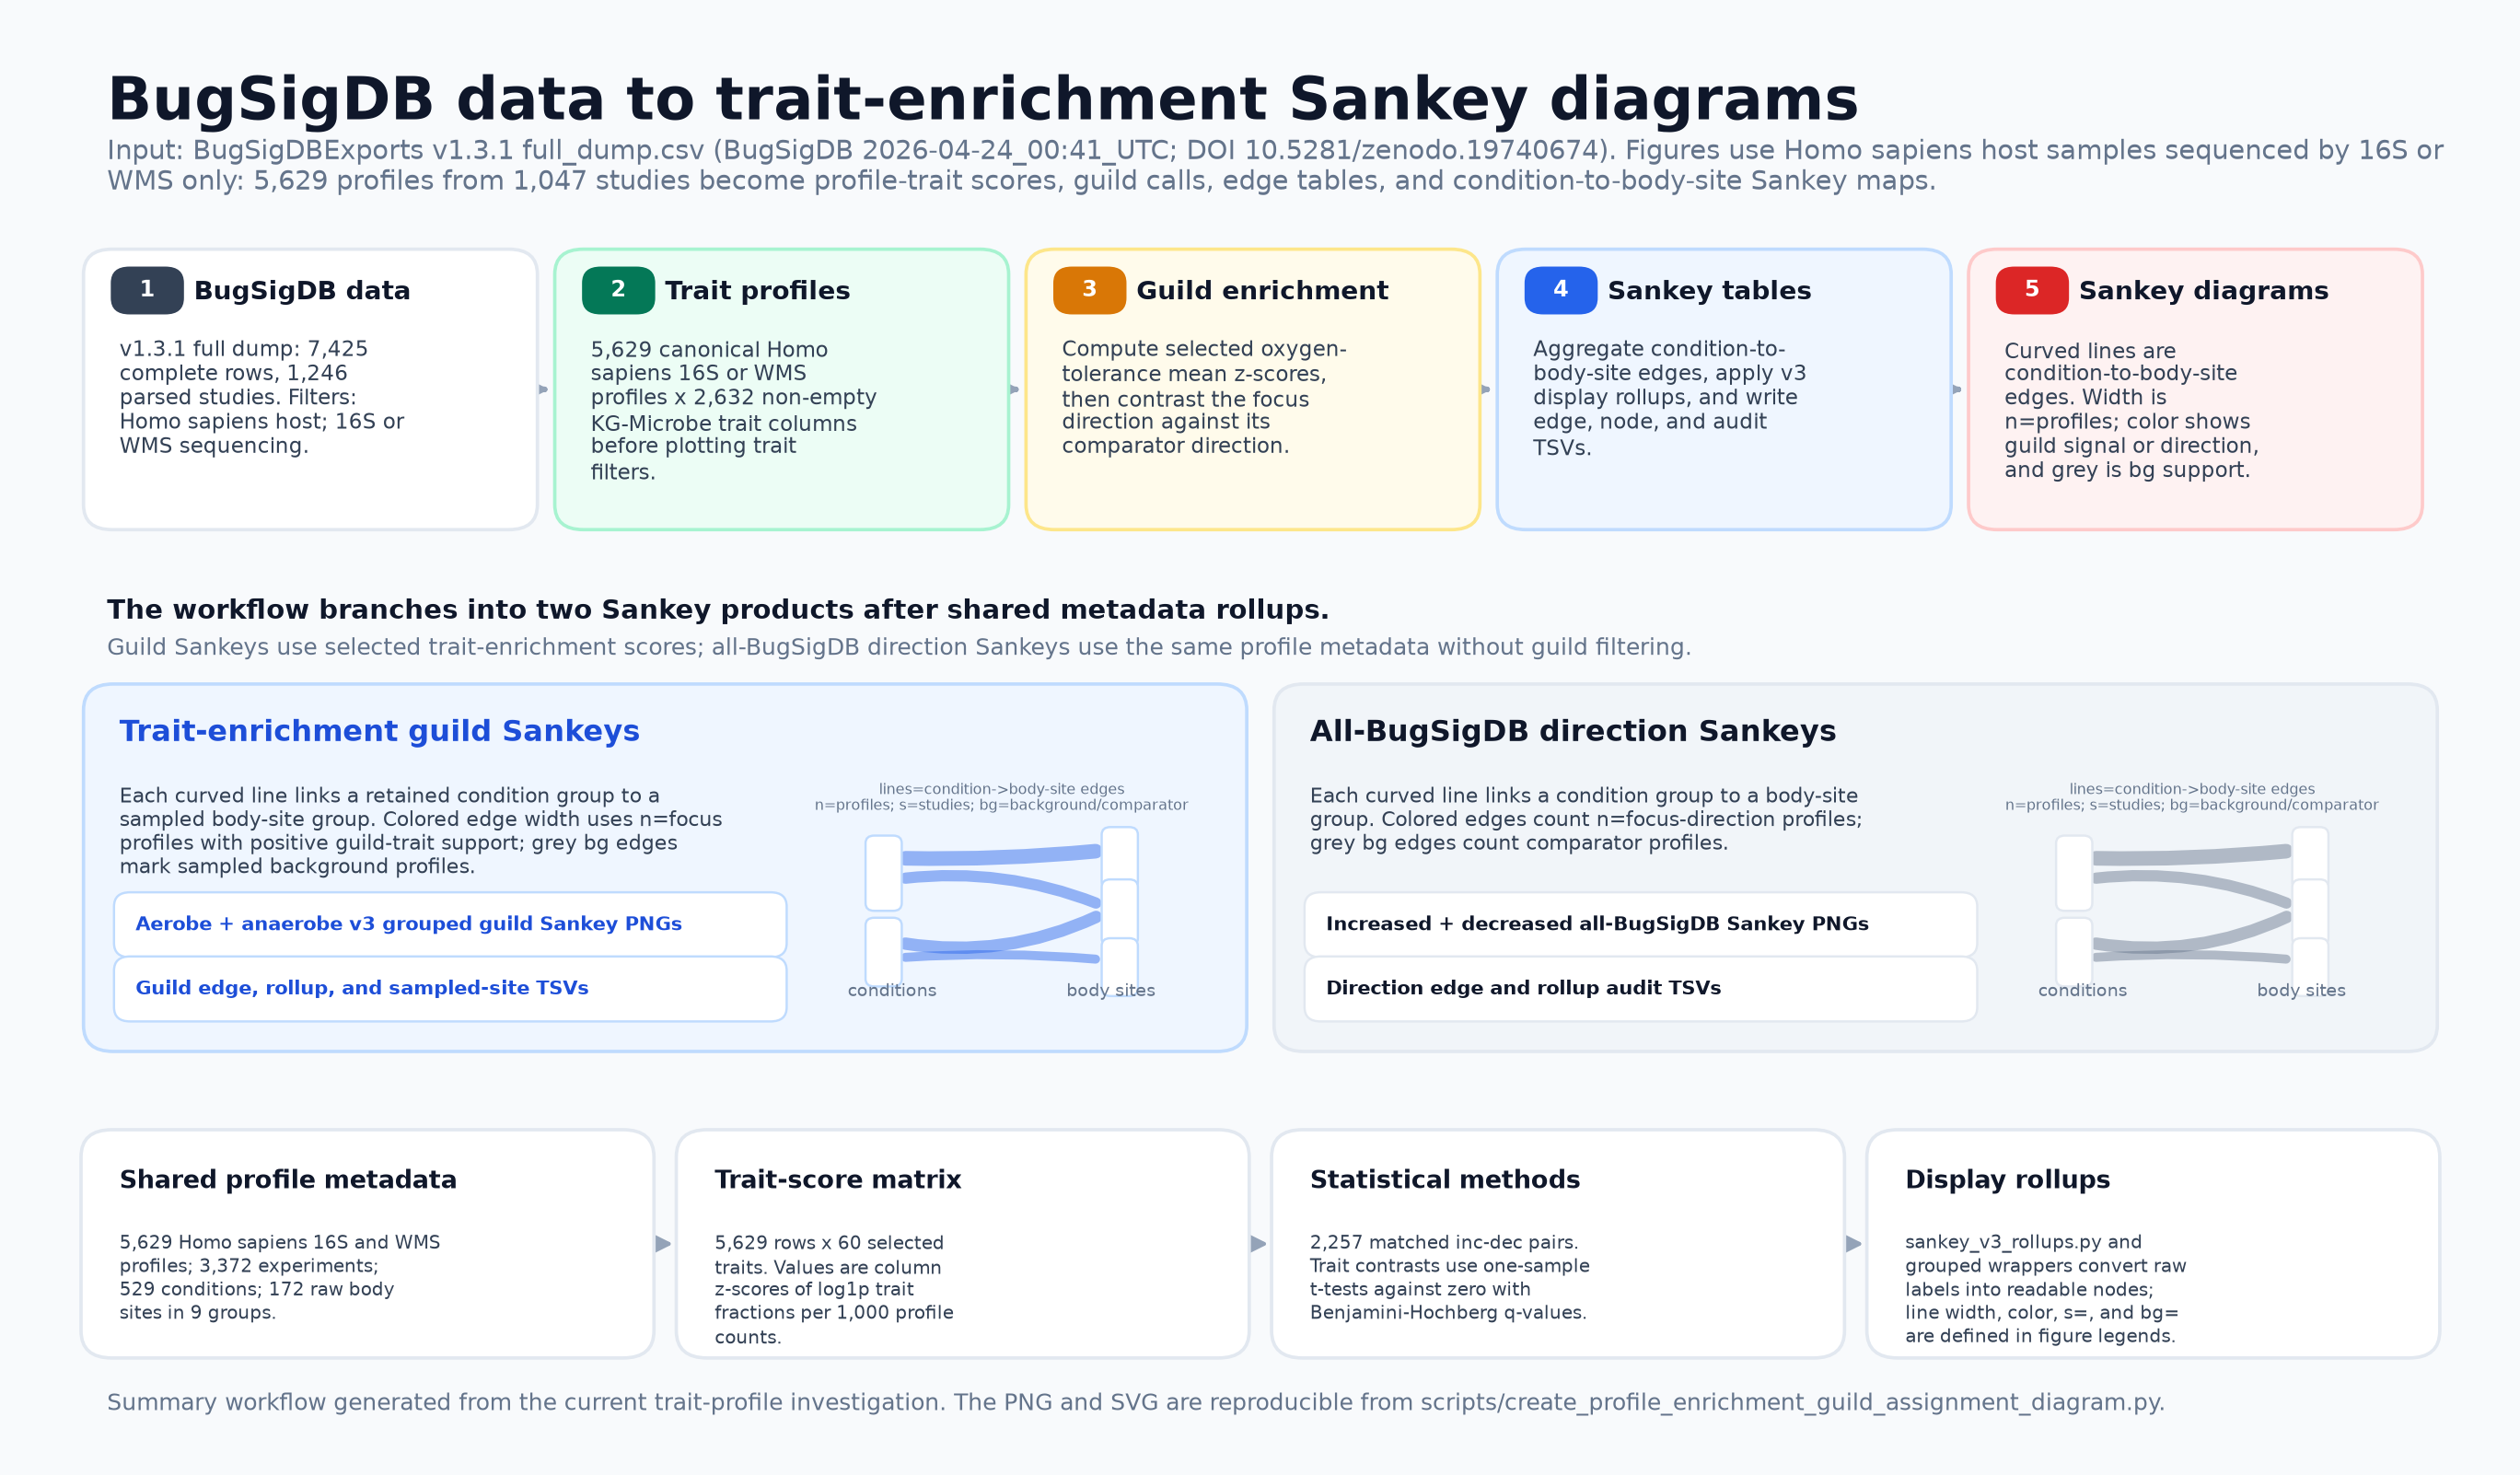 BugSigDB data to trait-enrichment Sankey diagrams
Input: BugSigDBExports v1.3.1 full_dump.csv (BugSigDB 2026-04-24_00:41_UTC; DOI 10.5281/zenodo.19740674). Figures use Homo sapiens host samples sequenced by 16S or
WMS only: 5,629 profiles from 1,047 studies become profile-trait scores, guild calls, edge tables, and condition-to-body-site Sankey maps.
1 BugSigDB data
v1.3.1 full dump: 7,425
complete rows, 1,246
parsed studies. Filters:
Homo sapiens host; 16S or
WMS sequencing.
2 Trait profiles
5,629 canonical Homo
sapiens 16S or WMS
profiles x 2,632 non-empty
KG-Microbe trait columns
before plotting trait
filters.
3 Guild enrichment
Compute selected oxygen-
tolerance mean z-scores,
then contrast the focus
direction against its
comparator direction.
4 Sankey tables
Aggregate condition-to-
body-site edges, apply v3
display rollups, and write
edge, node, and audit
TSVs.
5 Sankey diagrams
Curved lines are
condition-to-body-site
edges. Width is
n=profiles; color shows
guild signal or direction,
and grey is bg support.
The workflow branches into two Sankey products after shared metadata rollups.
Guild Sankeys use selected trait-enrichment scores; all-BugSigDB direction Sankeys use the same profile metadata without guild filtering.
Trait-enrichment guild Sankeys
Each curved line links a retained condition group to a
sampled body-site group. Colored edge width uses n=focus
profiles with positive guild-trait support; grey bg edges
mark sampled background profiles.
Aerobe + anaerobe v3 grouped guild Sankey PNGs
Guild edge, rollup, and sampled-site TSVs
lines=condition->body-site edges
n=profiles; s=studies; bg=background/comparator
conditions
body sites
All-BugSigDB direction Sankeys
Each curved line links a condition group to a body-site
group. Colored edges count n=focus-direction profiles;
grey bg edges count comparator profiles.
Increased + decreased all-BugSigDB Sankey PNGs
Direction edge and rollup audit TSVs
lines=condition->body-site edges
n=profiles; s=studies; bg=background/comparator
conditions
body sites
Shared profile metadata
5,629 Homo sapiens 16S and WMS
profiles; 3,372 experiments;
529 conditions; 172 raw body
sites in 9 groups.
Trait-score matrix
5,629 rows x 60 selected
traits. Values are column
z-scores of log1p trait
fractions per 1,000 profile
counts.
Statistical methods
2,257 matched inc-dec pairs.
Trait contrasts use one-sample
t-tests against zero with
Benjamini-Hochberg q-values.
Display rollups
sankey_v3_rollups.py and
grouped wrappers convert raw
labels into readable nodes;
line width, color, s=, and bg=
are defined in figure legends.
Summary workflow generated from the current trait-profile investigation. The PNG and SVG are reproducible from scripts/create_profile_enrichment_guild_assignment_diagram.py.